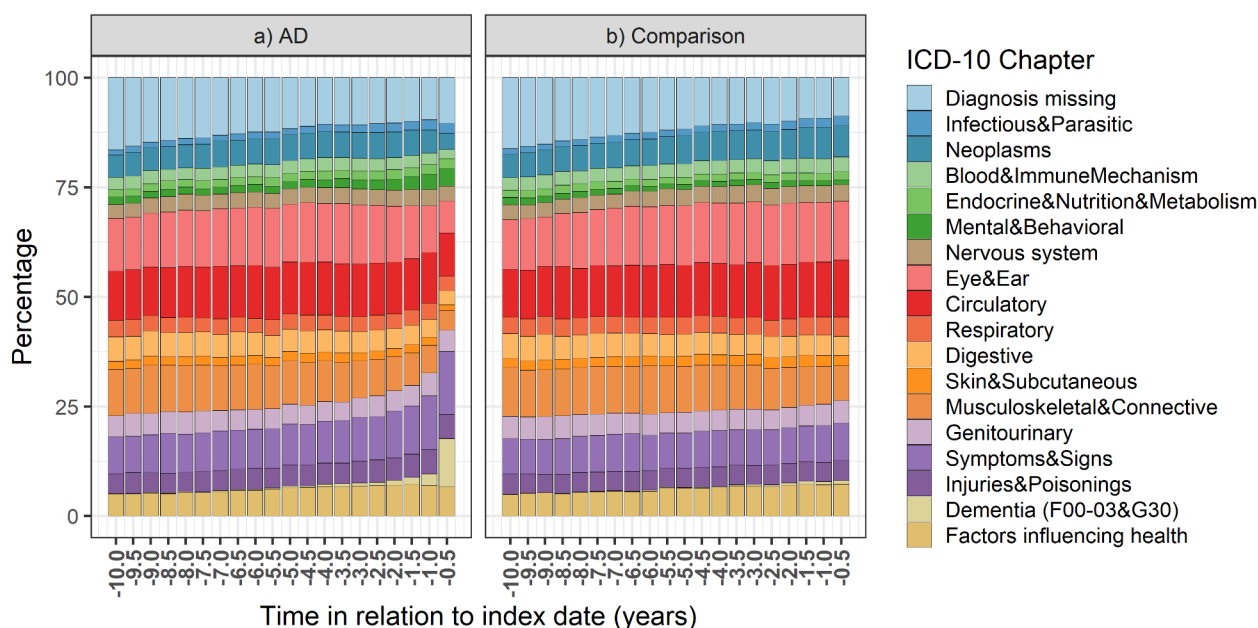 a) AD
b) Comparison
Percentage
100
75
50
25
0
-10.0
-9.5
-9.0
-8.5
-8.0
-7.5
-7.0
-6.5
-6.0
-5.5
-5.0
-4.5
-4.0
-3.5
-3.0
-2.5
-2.0
-1.5
-1.0
-0.5
-10.0
-9.5
-9.0
-8.5
-8.0
-7.5
-7.0
-6.5
-6.0
-5.5
-5.0
-4.5
-4.0
-3.5
-3.0
-2.5
-2.0
-1.5
-1.0
-0.5
Time in relation to index date (years)
ICD-10 Chapter
Diagnosis missing
Infectious&Parasitic
Neoplasms
Blood&ImmuneMechanism
Endocrine&Nutrition&Metabolism
Mental&Behavioral
Nervous system
Eye&Ear
Circulatory
Respiratory
Digestive
Skin&Subcutaneous
Musculoskeletal&Connective
Genitourinary
Symptoms&Signs
Injuries&Poisonings
Dementia (F00-03&G30)
Factors influencing health